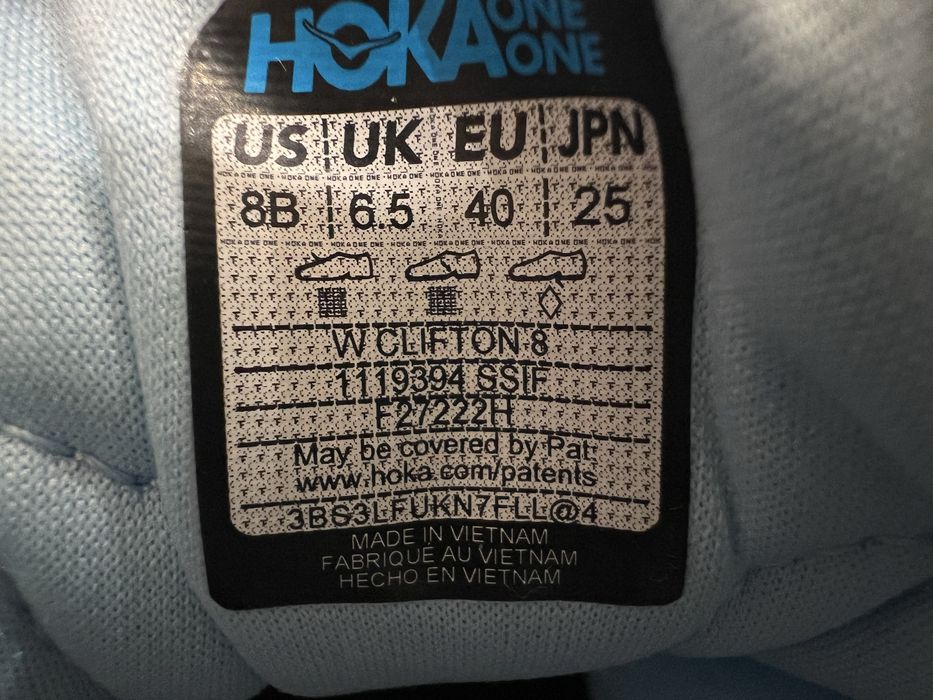 HOKA ONE ONE
US UK EU JPN
8B 6.5 40 25
W CLIFTON 8
1119394 SSIF
F27222H
May be covered by Pat.
www.hoka.com/patents
3BS3LFUKN7FLL@4
MADE IN VIETNAM
FABRIQUÉ AU VIETNAM
HECHO EN VIETNAM